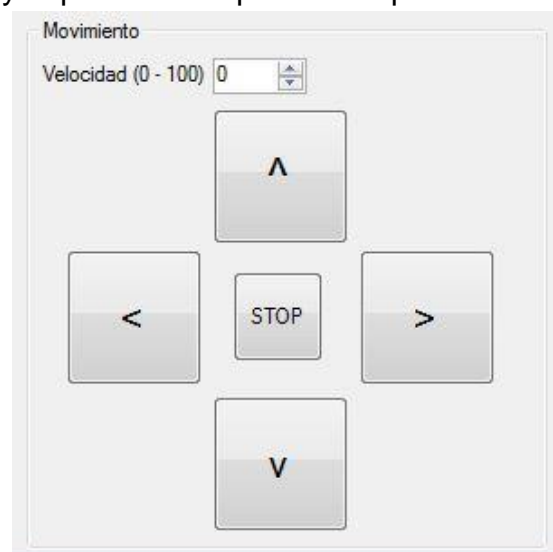 Movimiento
Velocidad (0 - 100) 0
^
< STOP >
v